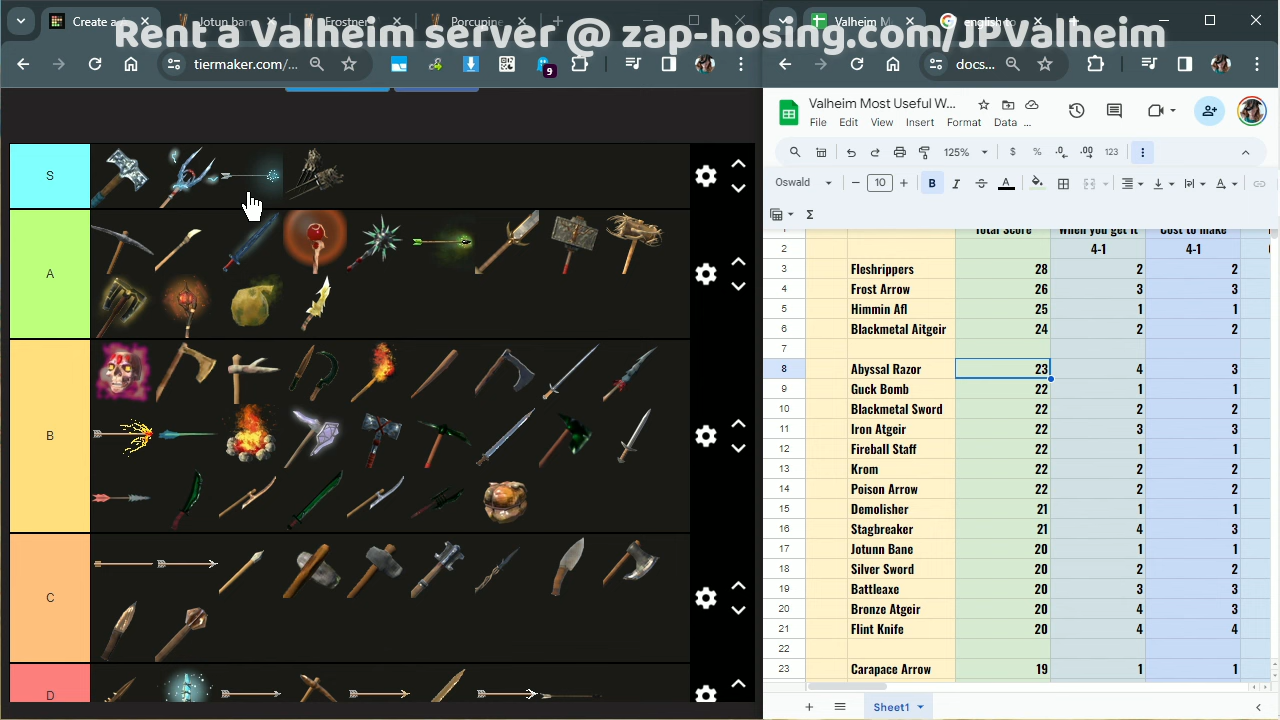 Create a
Jotun ban
Frostner
Porcupin
Rent a Valheim server @ zap-hosing.com/JPValheim
tiermaker.com/...
9
S
A
B
C
D
Valheim M
english to
docs...
Valheim Most Useful W...
File Edit View Insert Format Data ...
125% $ % .0 .00 123
Oswald 10 B I A A
Total Score When you get it Cost to make
2 4-1 4-1
3 Fleshrippers 28 2 2
4 Frost Arrow 26 3 3
5 Himmin Afl 25 1 1
6 Blackmetal Aitgeir 24 2 2
7
8 Abyssal Razor 23 4 3
9 Guck Bomb 22 1 1
10 Blackmetal Sword 22 2 2
11 Iron Atgeir 22 3 3
12 Fireball Staff 22 1 1
13 Krom 22 2 2
14 Poison Arrow 22 2 2
15 Demolisher 21 1 1
16 Stagbreaker 21 4 3
17 Jotunn Bane 20 1 1
18 Silver Sword 20 2 2
19 Battleaxe 20 3 3
20 Bronze Atgeir 20 4 3
21 Flint Knife 20 4 4
22
23 Carapace Arrow 19 1 1
Sheet1